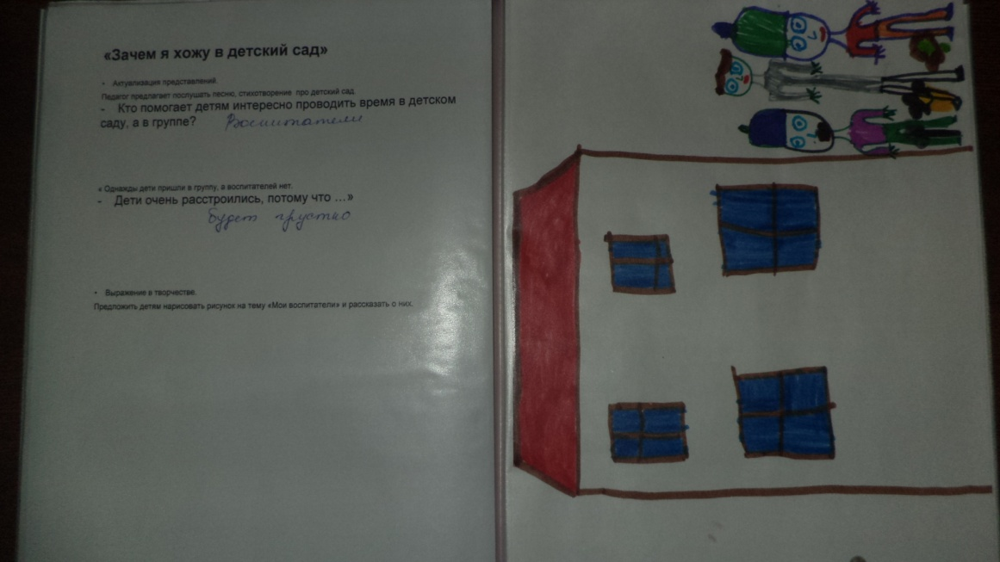 «Зачем я хожу в детский сад»
• Актуализация представлений.
Педагог предлагает послушать песню, стихотворение про детский сад.
- Кто помогает детям интересно проводить время в детском
саду, а в группе? Воспитатели
« Однажды дети пришли в группу, а воспитателей нет.
- Дети очень расстроились, потому что …»
будет грустно
• Выражение в творчестве.
Предложить детям нарисовать рисунок на тему «Мои воспитатели» и рассказать о них.